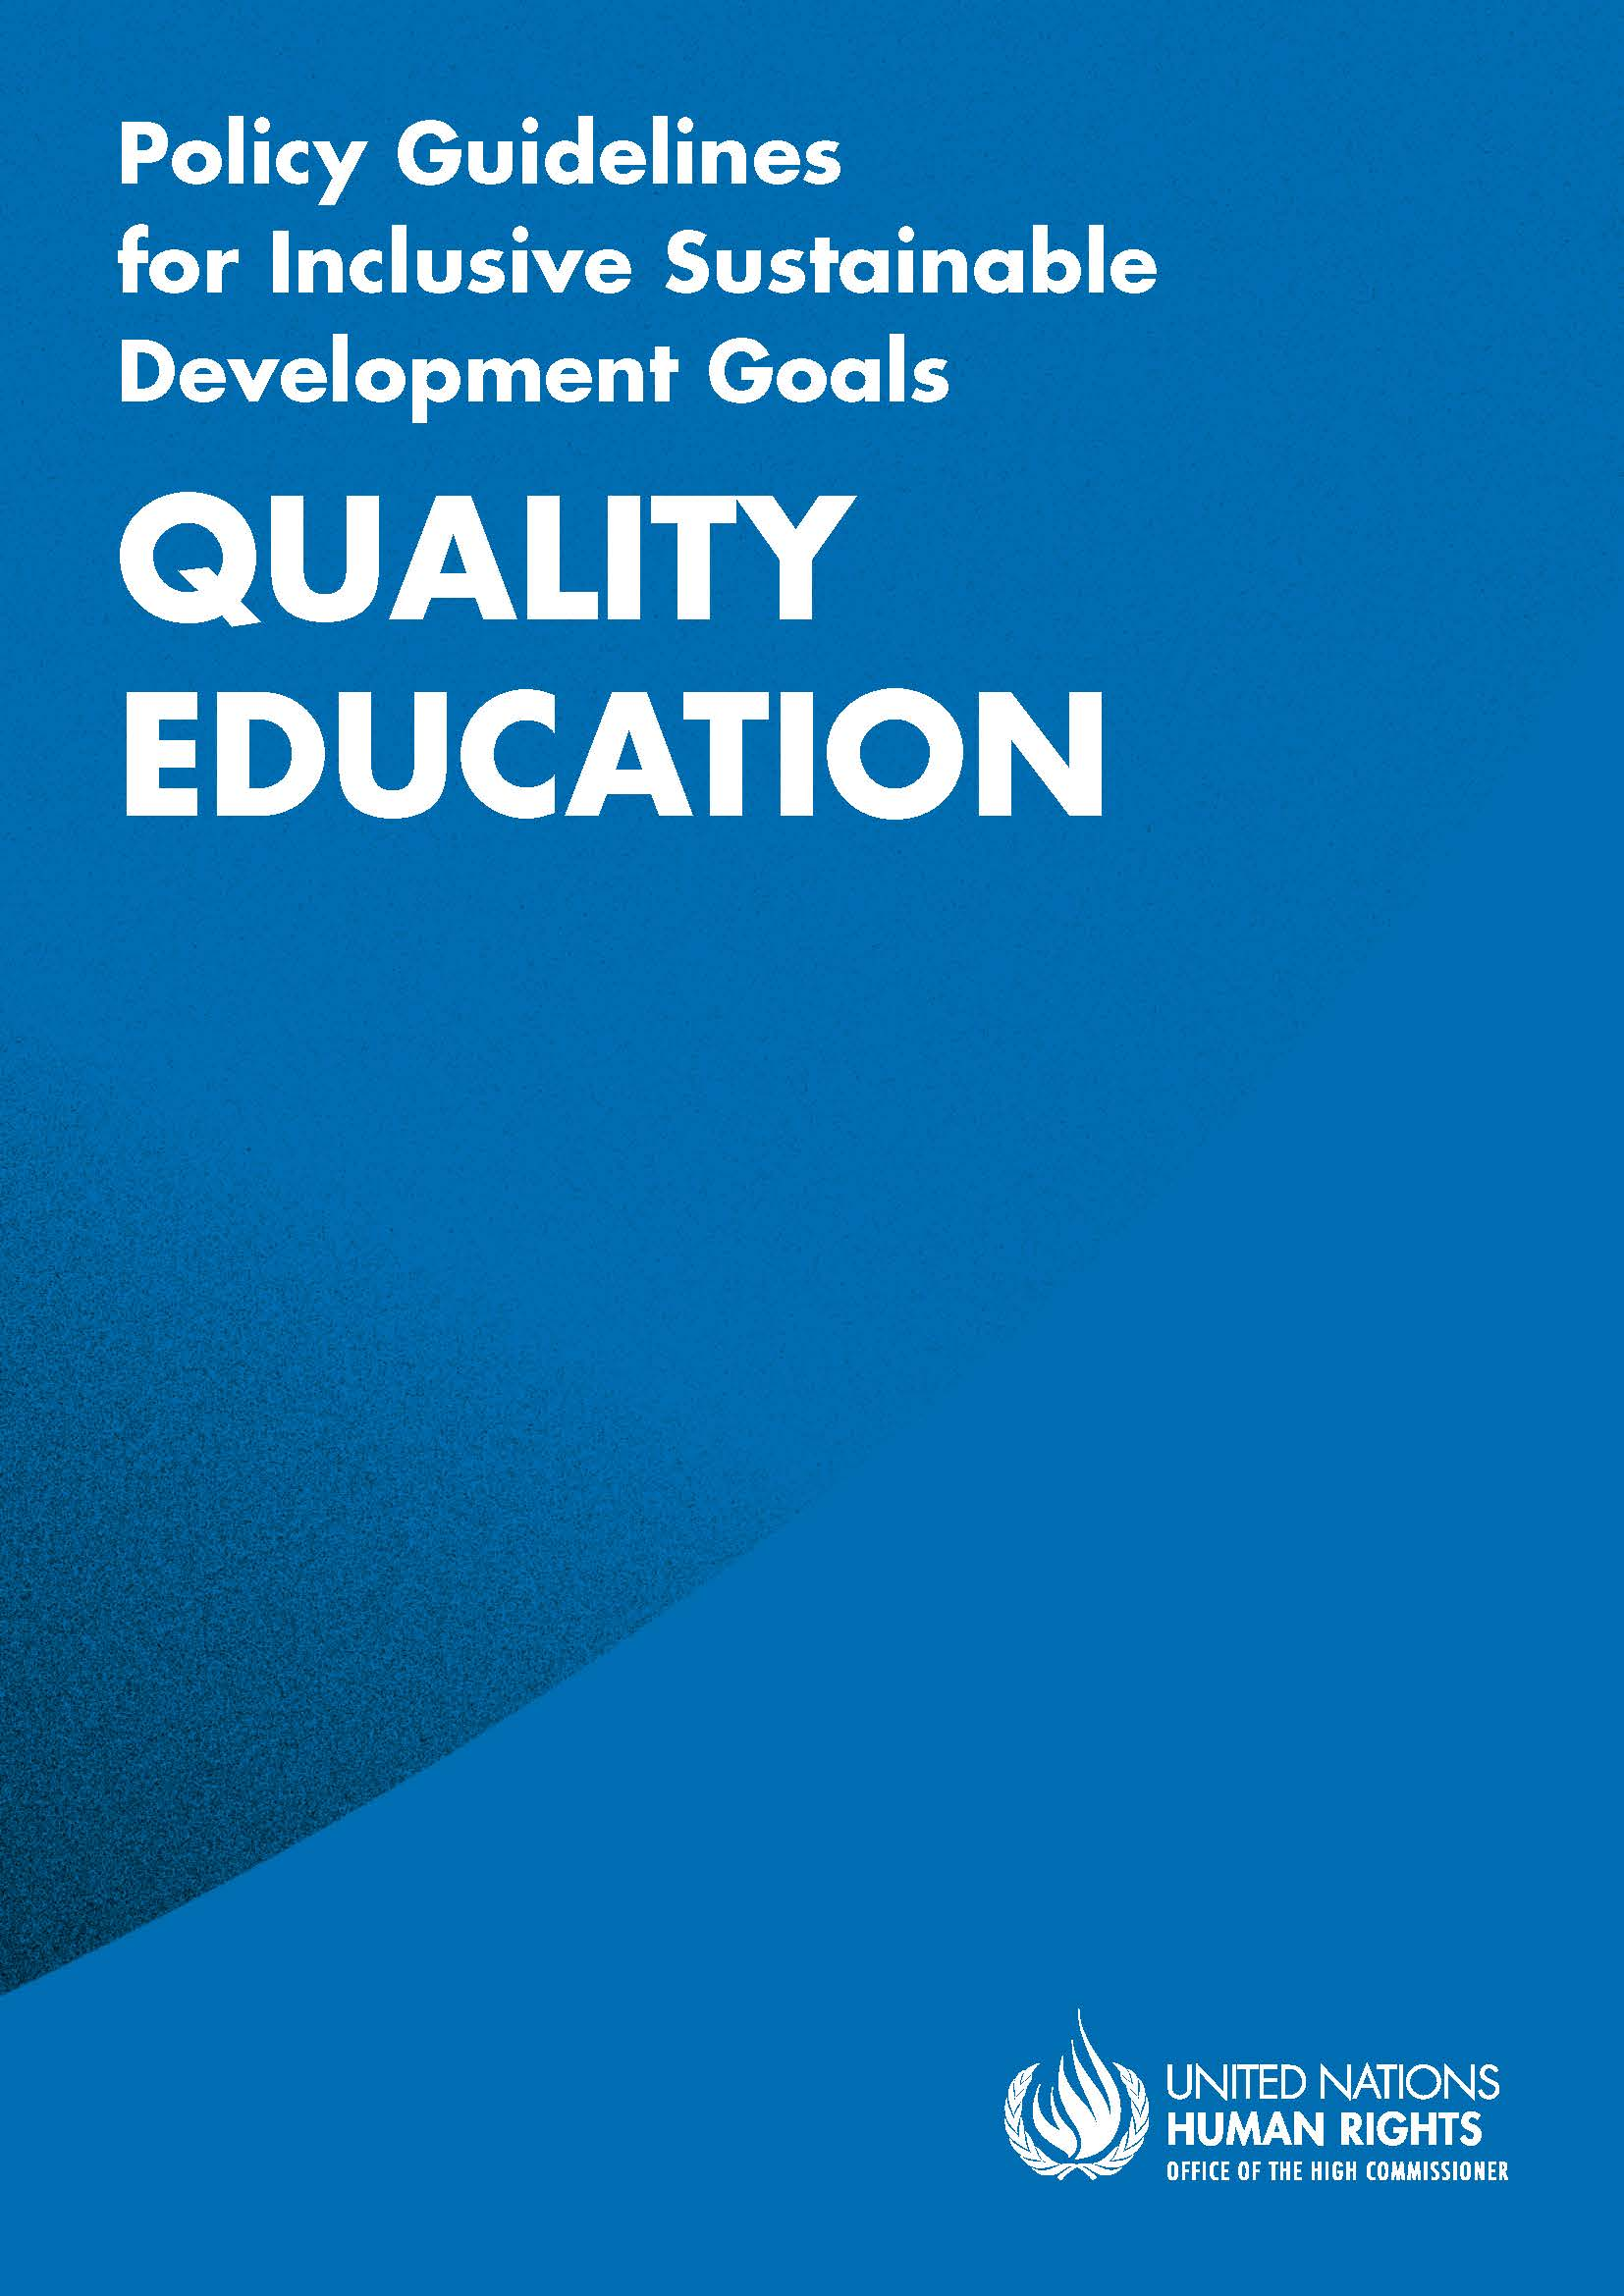 Policy Guidelines
for Inclusive Sustainable
Development Goals
QUALITY
EDUCATION
UNITED NATIONS
HUMAN RIGHTS
OFFICE OF THE HIGH COMMISSIONER